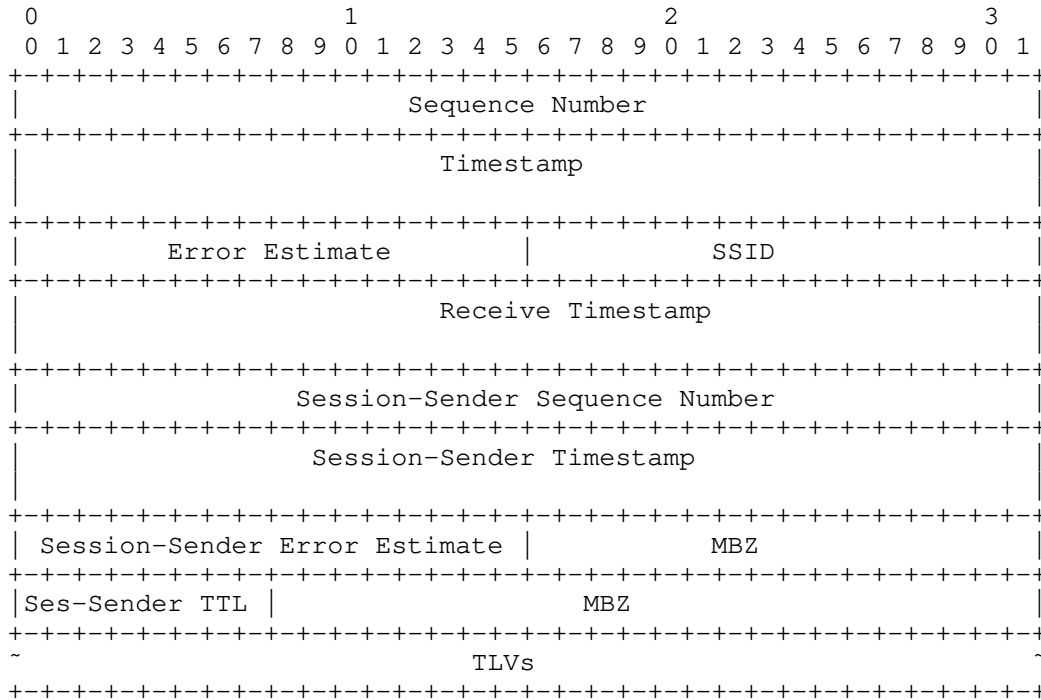 0                   1                   2                   3
 0 1 2 3 4 5 6 7 8 9 0 1 2 3 4 5 6 7 8 9 0 1 2 3 4 5 6 7 8 9 0 1
+-+-+-+-+-+-+-+-+-+-+-+-+-+-+-+-+-+-+-+-+-+-+-+-+-+-+-+-+-+-+-+-+
|                        Sequence Number                        |
+-+-+-+-+-+-+-+-+-+-+-+-+-+-+-+-+-+-+-+-+-+-+-+-+-+-+-+-+-+-+-+-+
|                          Timestamp                            |
|                                                               |
+-+-+-+-+-+-+-+-+-+-+-+-+-+-+-+-+-+-+-+-+-+-+-+-+-+-+-+-+-+-+-+-+
|         Error Estimate        |           SSID                |
+-+-+-+-+-+-+-+-+-+-+-+-+-+-+-+-+-+-+-+-+-+-+-+-+-+-+-+-+-+-+-+-+
|                          Receive Timestamp                    |
|                                                               |
+-+-+-+-+-+-+-+-+-+-+-+-+-+-+-+-+-+-+-+-+-+-+-+-+-+-+-+-+-+-+-+-+
|                 Session-Sender Sequence Number                |
+-+-+-+-+-+-+-+-+-+-+-+-+-+-+-+-+-+-+-+-+-+-+-+-+-+-+-+-+-+-+-+-+
|                  Session-Sender Timestamp                     |
|                                                               |
+-+-+-+-+-+-+-+-+-+-+-+-+-+-+-+-+-+-+-+-+-+-+-+-+-+-+-+-+-+-+-+-+
| Session-Sender Error Estimate |           MBZ                 |
+-+-+-+-+-+-+-+-+-+-+-+-+-+-+-+-+-+-+-+-+-+-+-+-+-+-+-+-+-+-+-+-+
|Ses-Sender TTL |                   MBZ                         |
+-+-+-+-+-+-+-+-+-+-+-+-+-+-+-+-+-+-+-+-+-+-+-+-+-+-+-+-+-+-+-+-+
~                            TLVs                               ~
+-+-+-+-+-+-+-+-+-+-+-+-+-+-+-+-+-+-+-+-+-+-+-+-+-+-+-+-+-+-+-+-+